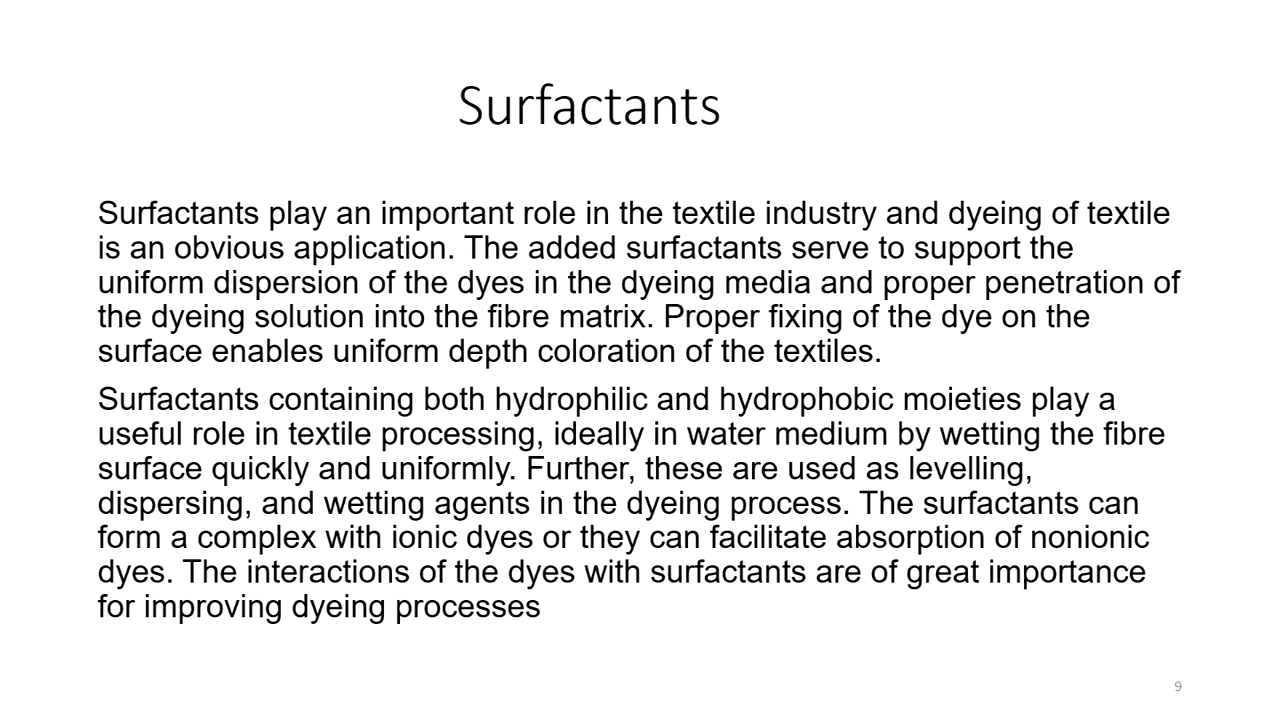 Surfactants
Surfactants play an important role in the textile industry and dyeing of textile
is an obvious application. The added surfactants serve to support the
uniform dispersion of the dyes in the dyeing media and proper penetration of
the dyeing solution into the fibre matrix. Proper fixing of the dye on the
surface enables uniform depth coloration of the textiles.
Surfactants containing both hydrophilic and hydrophobic moieties play a
useful role in textile processing, ideally in water medium by wetting the fibre
surface quickly and uniformly. Further, these are used as levelling,
dispersing, and wetting agents in the dyeing process. The surfactants can
form a complex with ionic dyes or they can facilitate absorption of nonionic
dyes. The interactions of the dyes with surfactants are of great importance
for improving dyeing processes
9